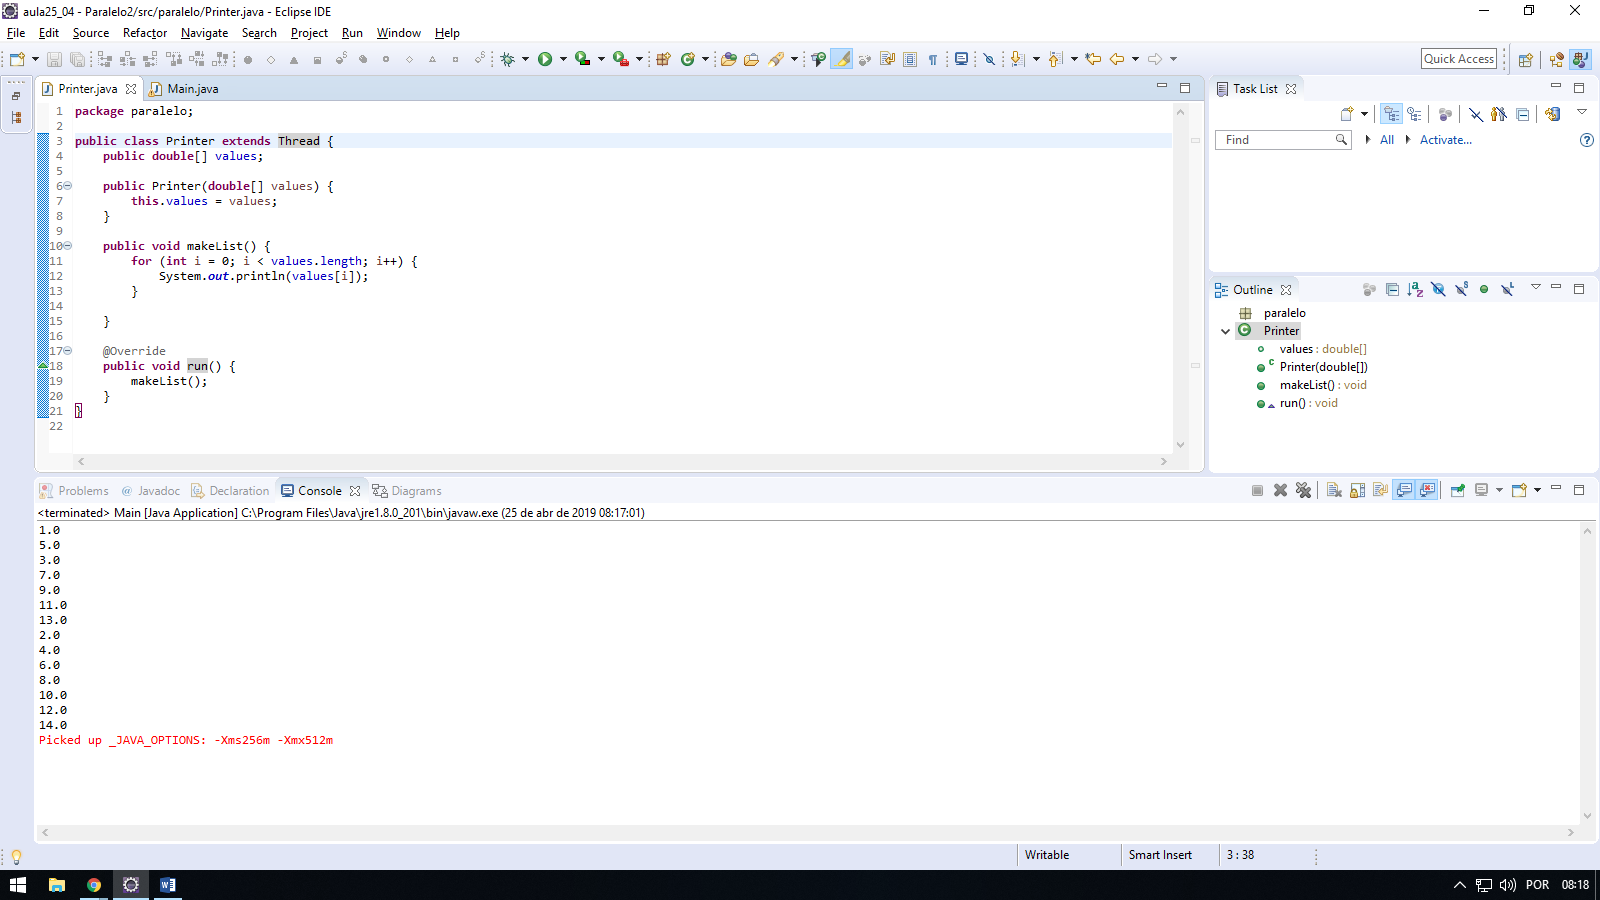 aula25_04 - Paralelo2/src/paralelo/Printer.java - Eclipse IDE
File Edit Source Refactor Navigate Search Project Run Window Help
Quick Access
Printer.java Main.java
1 package paralelo;
2
3 public class Printer extends Thread {
4 public double[] values;
5
6 public Printer(double[] values) {
7 this.values = values;
8 }
9
10 public void makeList() {
11 for (int i = 0; i < values.length; i++) {
12 System.out.println(values[i]);
13 }
14
15 }
16
17 @Override
18 public void run() {
19 makeList();
20 }
21 }
22
Task List
Find All Activate...
Outline
paralelo
Printer
values : double[]
Printer(double[])
makeList() : void
run() : void
Problems @ Javadoc Declaration Console Diagrams
<terminated> Main [Java Application] C:\Program Files\Java\jre1.8.0_201\bin\javaw.exe (25 de abr de 2019 08:17:01)
1.0
5.0
3.0
7.0
9.0
11.0
13.0
2.0
4.0
6.0
8.0
10.0
12.0
14.0
Picked up _JAVA_OPTIONS: -Xms256m -Xmx512m
Writable Smart Insert 3 : 38
POR 08:18